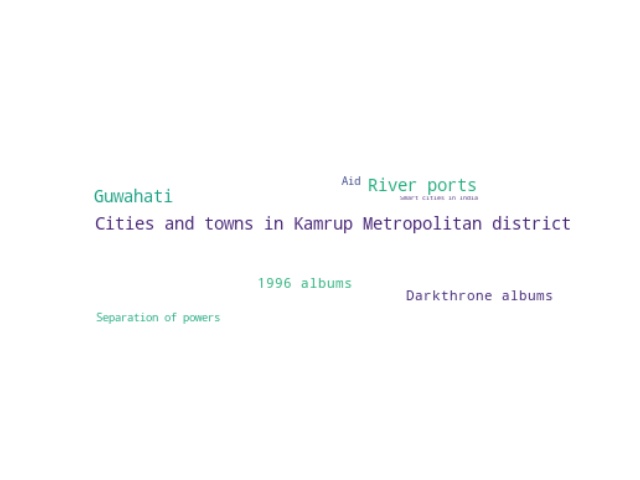 Aid
River ports
Guwahati
Smart cities in India
Cities and towns in Kamrup Metropolitan district
1996 albums
Darkthrone albums
Separation of powers